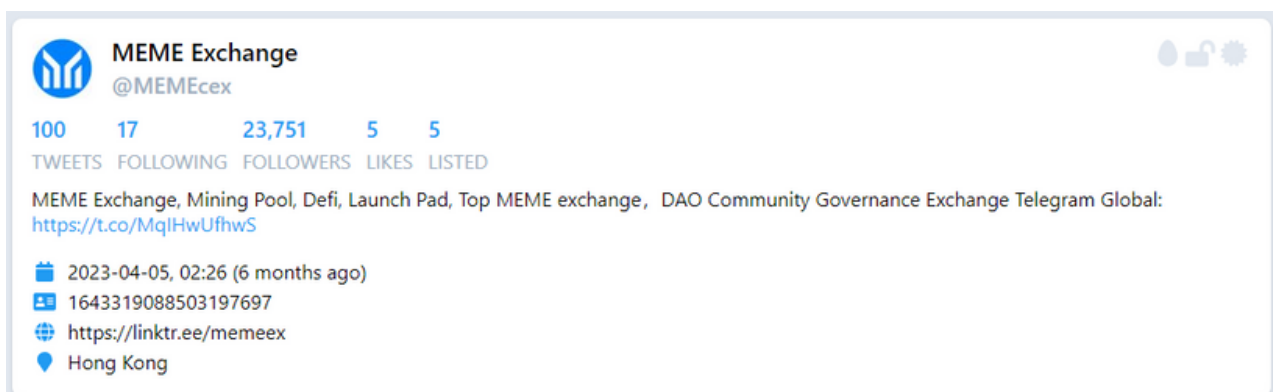 MEME Exchange
@MEMEcex
100 17 23,751 5 5
TWEETS FOLLOWING FOLLOWERS LIKES LISTED
MEME Exchange, Mining Pool, Defi, Launch Pad, Top MEME exchange，DAO Community Governance Exchange Telegram Global:
https://t.co/MqIHwUfhwS
2023-04-05, 02:26 (6 months ago)
1643319088503197697
https://linktr.ee/memeex
Hong Kong